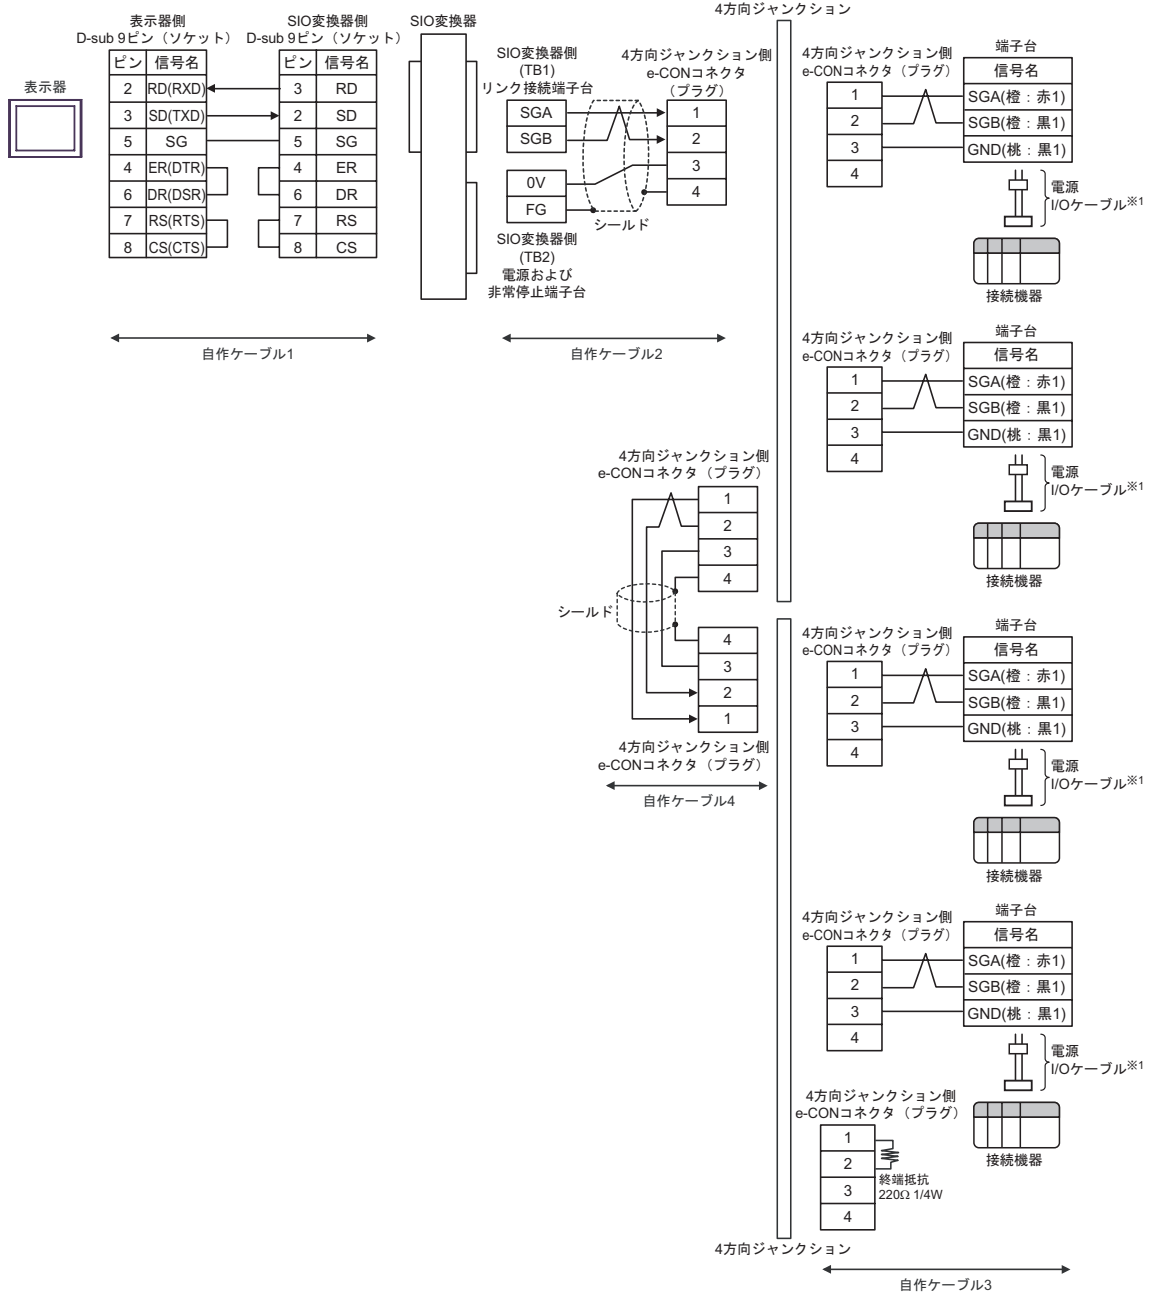 4方向ジャンクション
表示器側
D-sub 9ピン（ソケット）
SIO変換器側
D-sub 9ピン（ソケット）
SIO変換器
表示器
ピン 信号名
2 RD(RXD)
3 SD(TXD)
5 SG
4 ER(DTR)
6 DR(DSR)
7 RS(RTS)
8 CS(CTS)
ピン 信号名
3 RD
2 SD
5 SG
4 ER
6 DR
7 RS
8 CS
SIO変換器側
(TB1)
リンク接続端子台
SGA
SGB
0V
FG
SIO変換器側
(TB2)
電源および
非常停止端子台
シールド
4方向ジャンクション側
e-CONコネクタ
（プラグ）
1
2
3
4
自作ケーブル1
自作ケーブル2
4方向ジャンクション側
e-CONコネクタ（プラグ）
1
2
3
4
端子台
信号名
SGA(橙：赤1)
SGB(橙：黒1)
GND(桃：黒1)
電源
I/Oケーブル※1
接続機器
4方向ジャンクション側
e-CONコネクタ（プラグ）
1
2
3
4
端子台
信号名
SGA(橙：赤1)
SGB(橙：黒1)
GND(桃：黒1)
電源
I/Oケーブル※1
接続機器
4方向ジャンクション側
e-CONコネクタ（プラグ）
1
2
3
4
シールド
4
3
2
1
4方向ジャンクション側
e-CONコネクタ（プラグ）
自作ケーブル4
4方向ジャンクション側
e-CONコネクタ（プラグ）
1
2
3
4
端子台
信号名
SGA(橙：赤1)
SGB(橙：黒1)
GND(桃：黒1)
電源
I/Oケーブル※1
接続機器
4方向ジャンクション側
e-CONコネクタ（プラグ）
1
2
3
4
端子台
信号名
SGA(橙：赤1)
SGB(橙：黒1)
GND(桃：黒1)
電源
I/Oケーブル※1
接続機器
4方向ジャンクション側
e-CONコネクタ（プラグ）
1
2
3
4
終端抵抗
220Ω 1/4W
4方向ジャンクション
自作ケーブル3